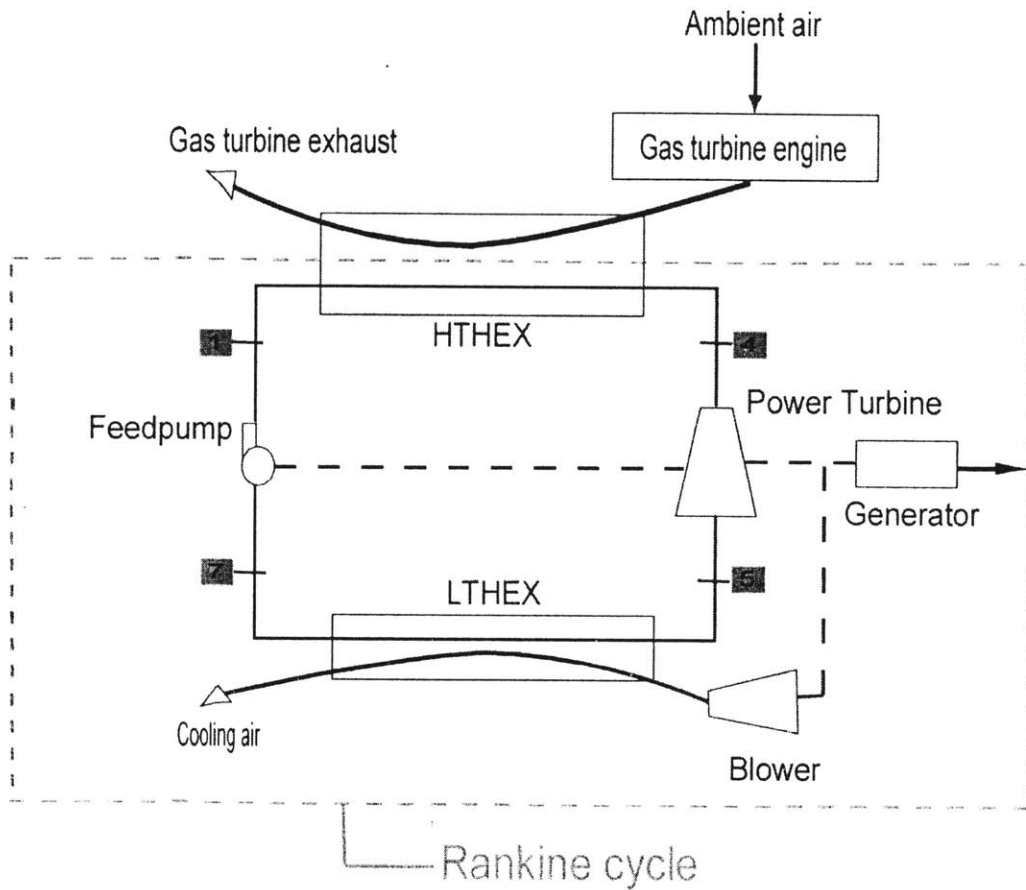 Ambient air
Gas turbine exhaust
Gas turbine engine
HTHEX
1
4
Power Turbine
Feedpump
Generator
7
5
LTHEX
Cooling air
Blower
Rankine cycle